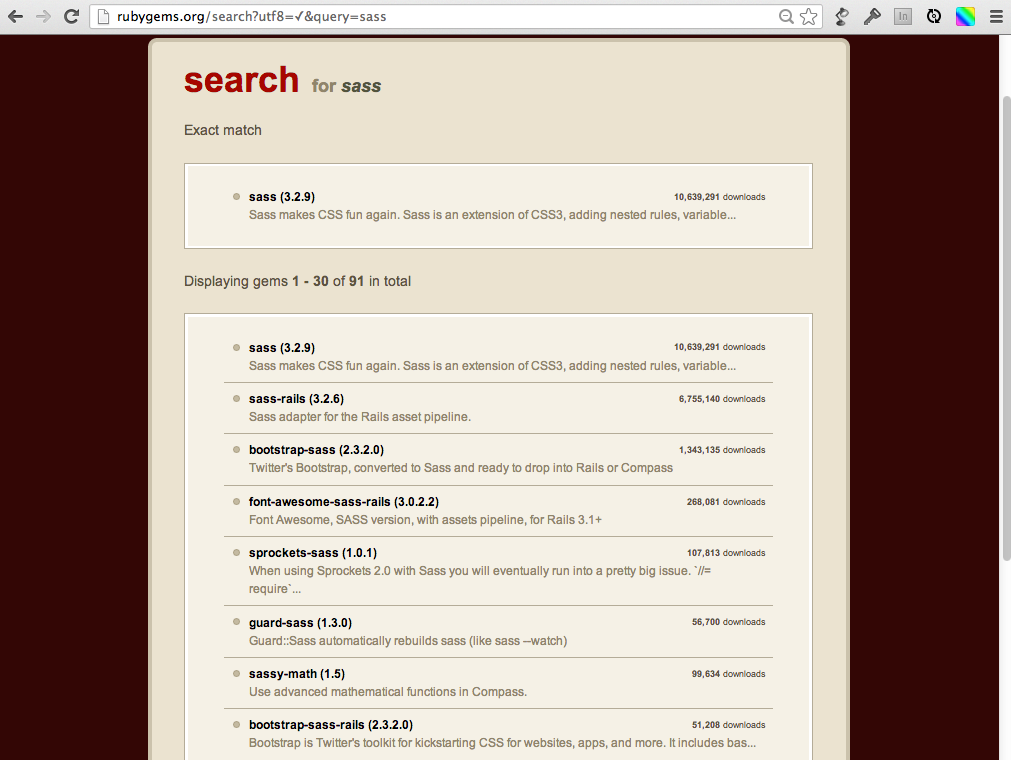 rubygems.org/search?utf8=✓&query=sass
In
search for sass
Exact match
sass (3.2.9) 10,639,291 downloads
Sass makes CSS fun again. Sass is an extension of CSS3, adding nested rules, variable...
Displaying gems 1 - 30 of 91 in total
sass (3.2.9) 10,639,291 downloads
Sass makes CSS fun again. Sass is an extension of CSS3, adding nested rules, variable...
sass-rails (3.2.6) 6,755,140 downloads
Sass adapter for the Rails asset pipeline.
bootstrap-sass (2.3.2.0) 1,343,135 downloads
Twitter's Bootstrap, converted to Sass and ready to drop into Rails or Compass
font-awesome-sass-rails (3.0.2.2) 268,081 downloads
Font Awesome, SASS version, with assets pipeline, for Rails 3.1+
sprockets-sass (1.0.1) 107,813 downloads
When using Sprockets 2.0 with Sass you will eventually run into a pretty big issue. `//=
require`...
guard-sass (1.3.0) 56,700 downloads
Guard::Sass automatically rebuilds sass (like sass --watch)
sassy-math (1.5) 99,634 downloads
Use advanced mathematical functions in Compass.
bootstrap-sass-rails (2.3.2.0) 51,208 downloads
Bootstrap is Twitter's toolkit for kickstarting CSS for websites, apps, and more. It includes bas...